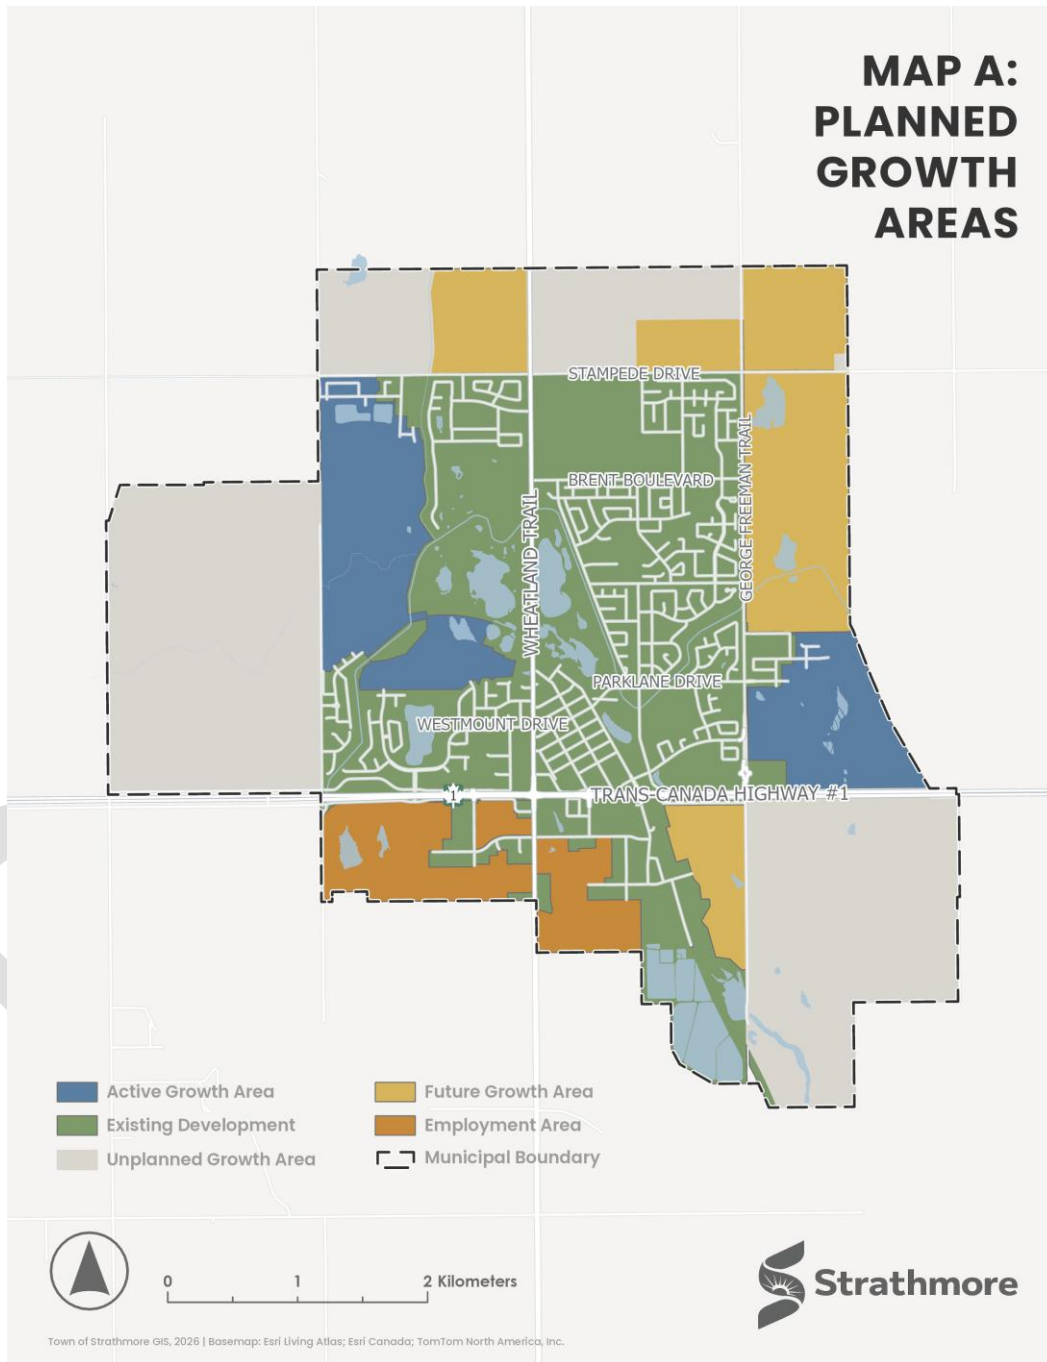 MAP A:
PLANNED
GROWTH
AREAS
STAMPEDE DRIVE
BRENT BOULEVARD
GEORGE FREEMAN TRAIL
WHEATLAND TRAIL
PARKLANE DRIVE
WESTMOUNT DRIVE
1
TRANS-CANADA HIGHWAY #1
Active Growth Area
Future Growth Area
Existing Development
Employment Area
Unplanned Growth Area
Municipal Boundary
0 1 2 Kilometers
Strathmore
Town of Strathmore GIS, 2026 | Basemap: Esri Living Atlas; Esri Canada; TomTom North America, Inc.